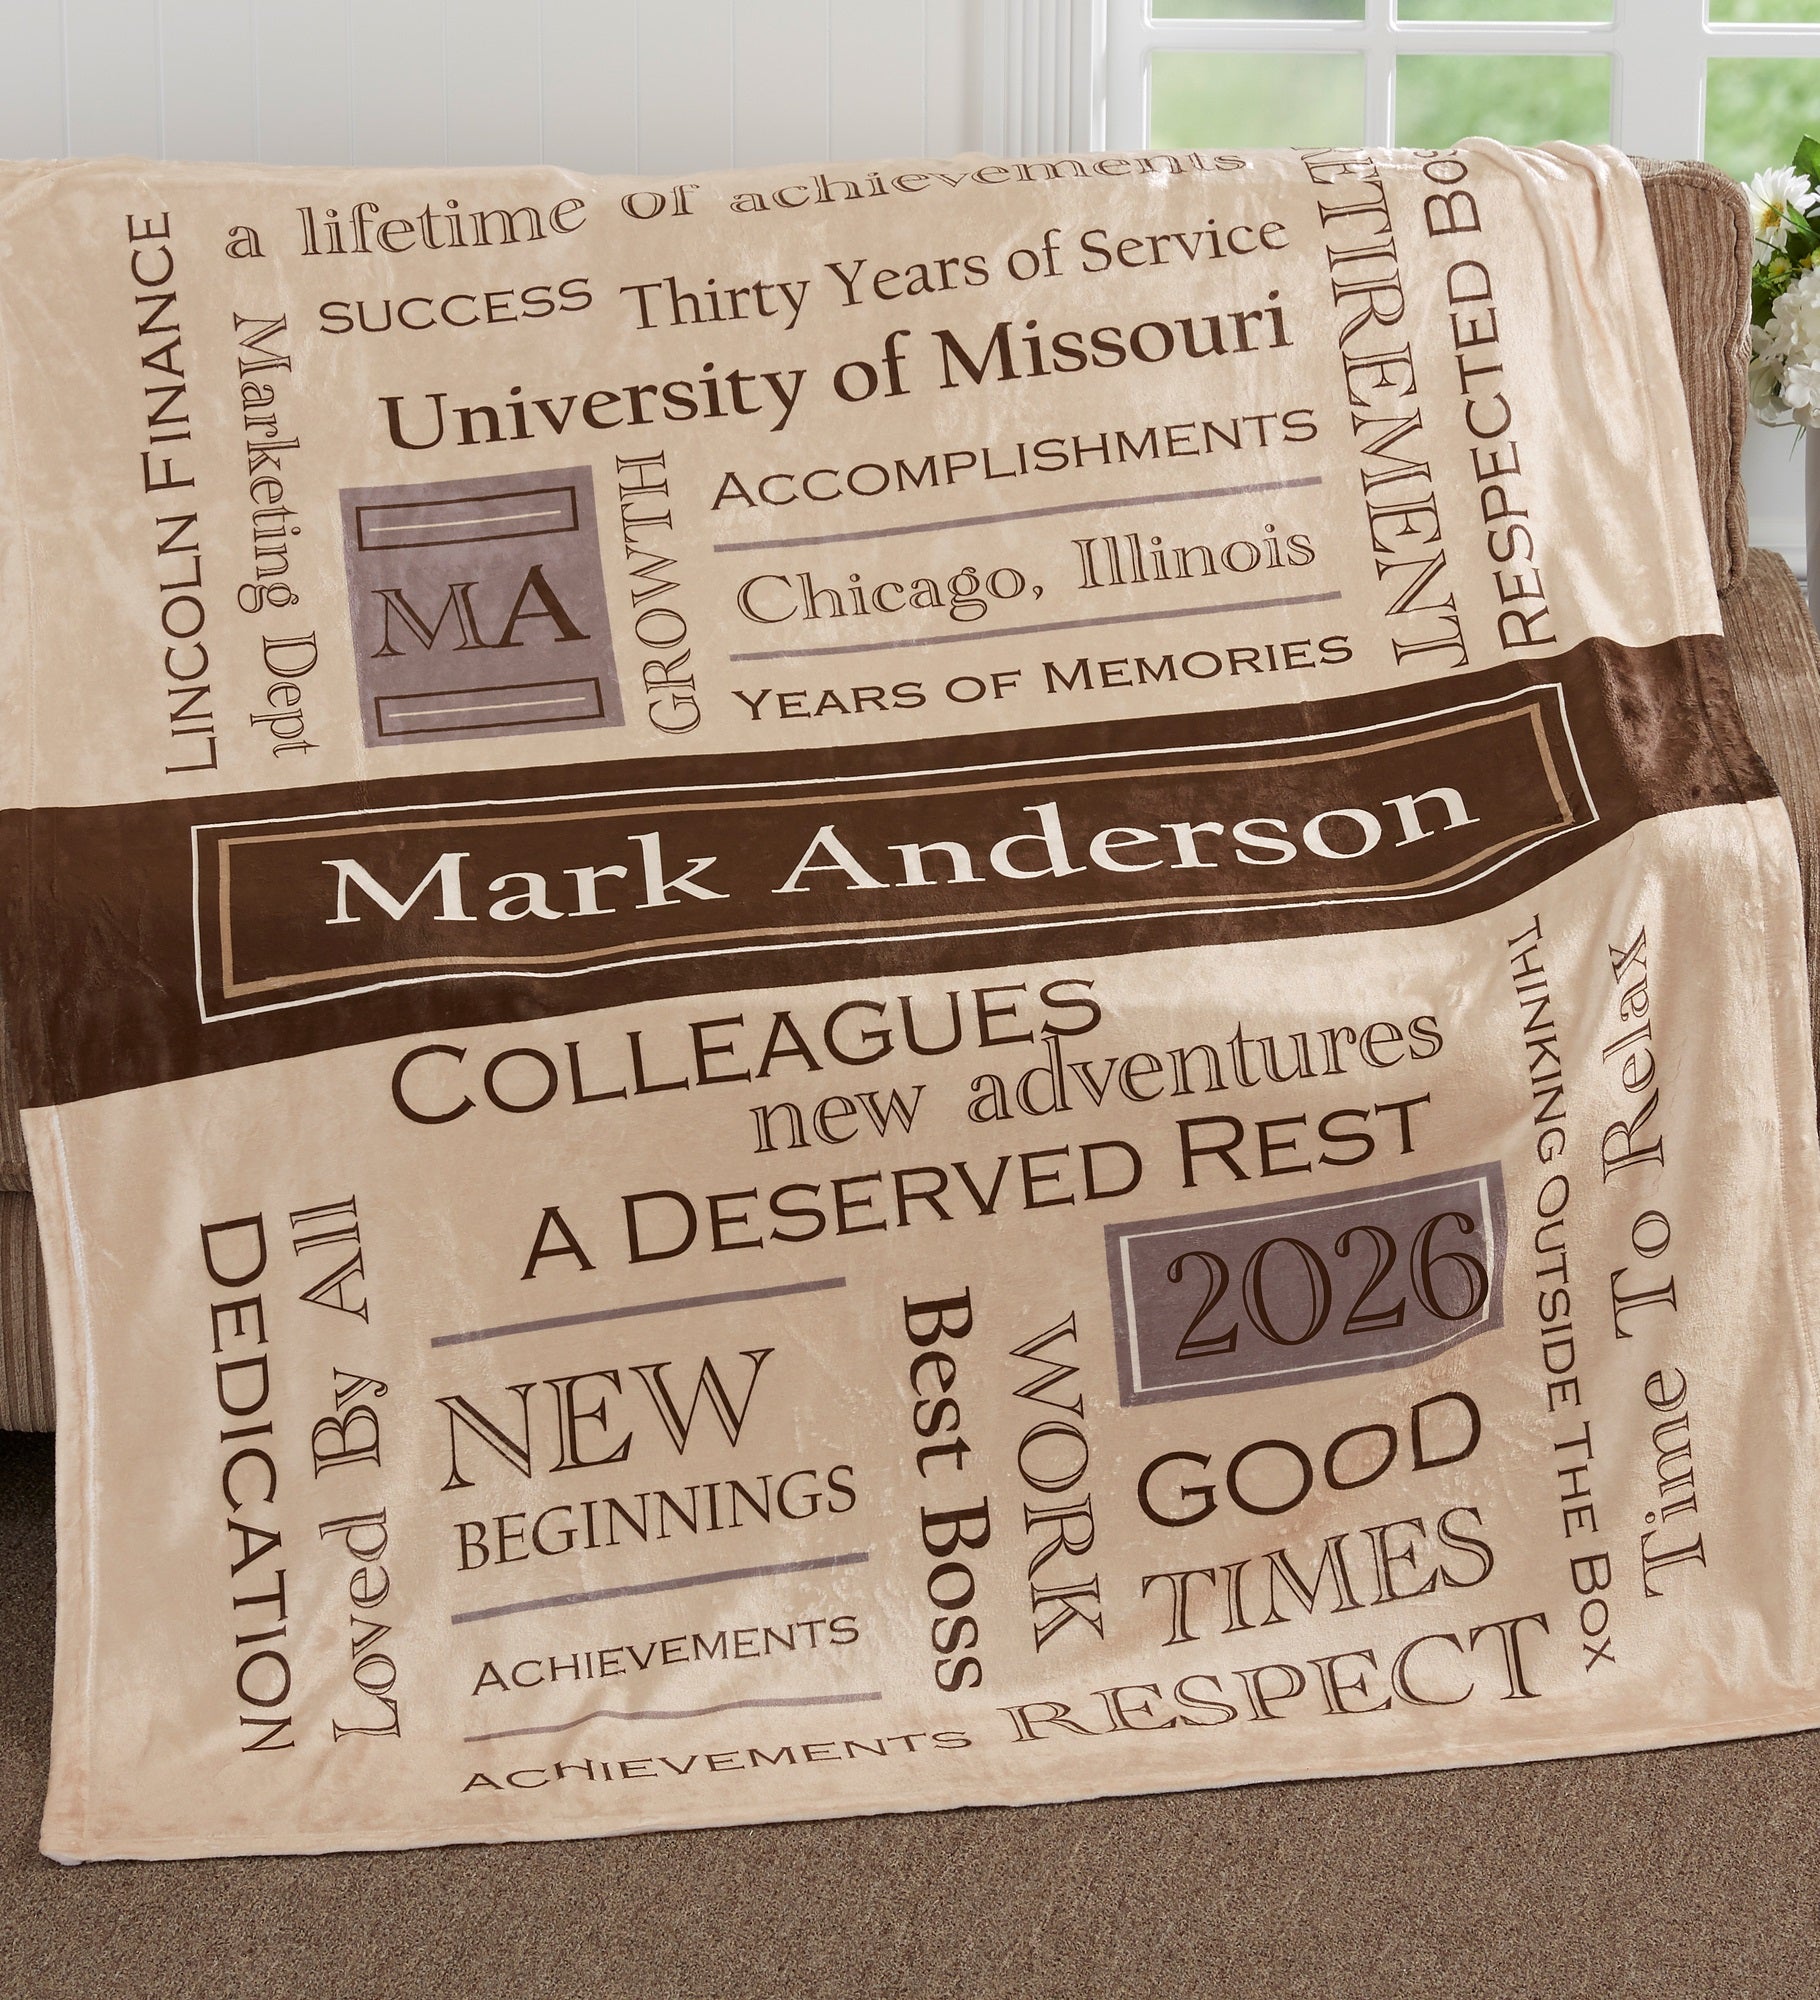 a lifetime of achievements
LINCOLN FINANCE
Marketing Dept
SUCCESS
Thirty Years of Service
University of Missouri
MA
GROWTH
ACCOMPLISHMENTS
Chicago, Illinois
YEARS OF MEMORIES
RETIREMENT
RESPECTED BOS
Mark Anderson
COLLEAGUES
new adventures
A DESERVED REST
DEDICATION
Loved By All
NEW
BEGINNINGS
ACHIEVEMENTS
ACHIEVEMENTS
Best Boss
WORK
2026
GOOD
TIMES
RESPECT
THINKING OUTSIDE THE BOX
Time To Relax